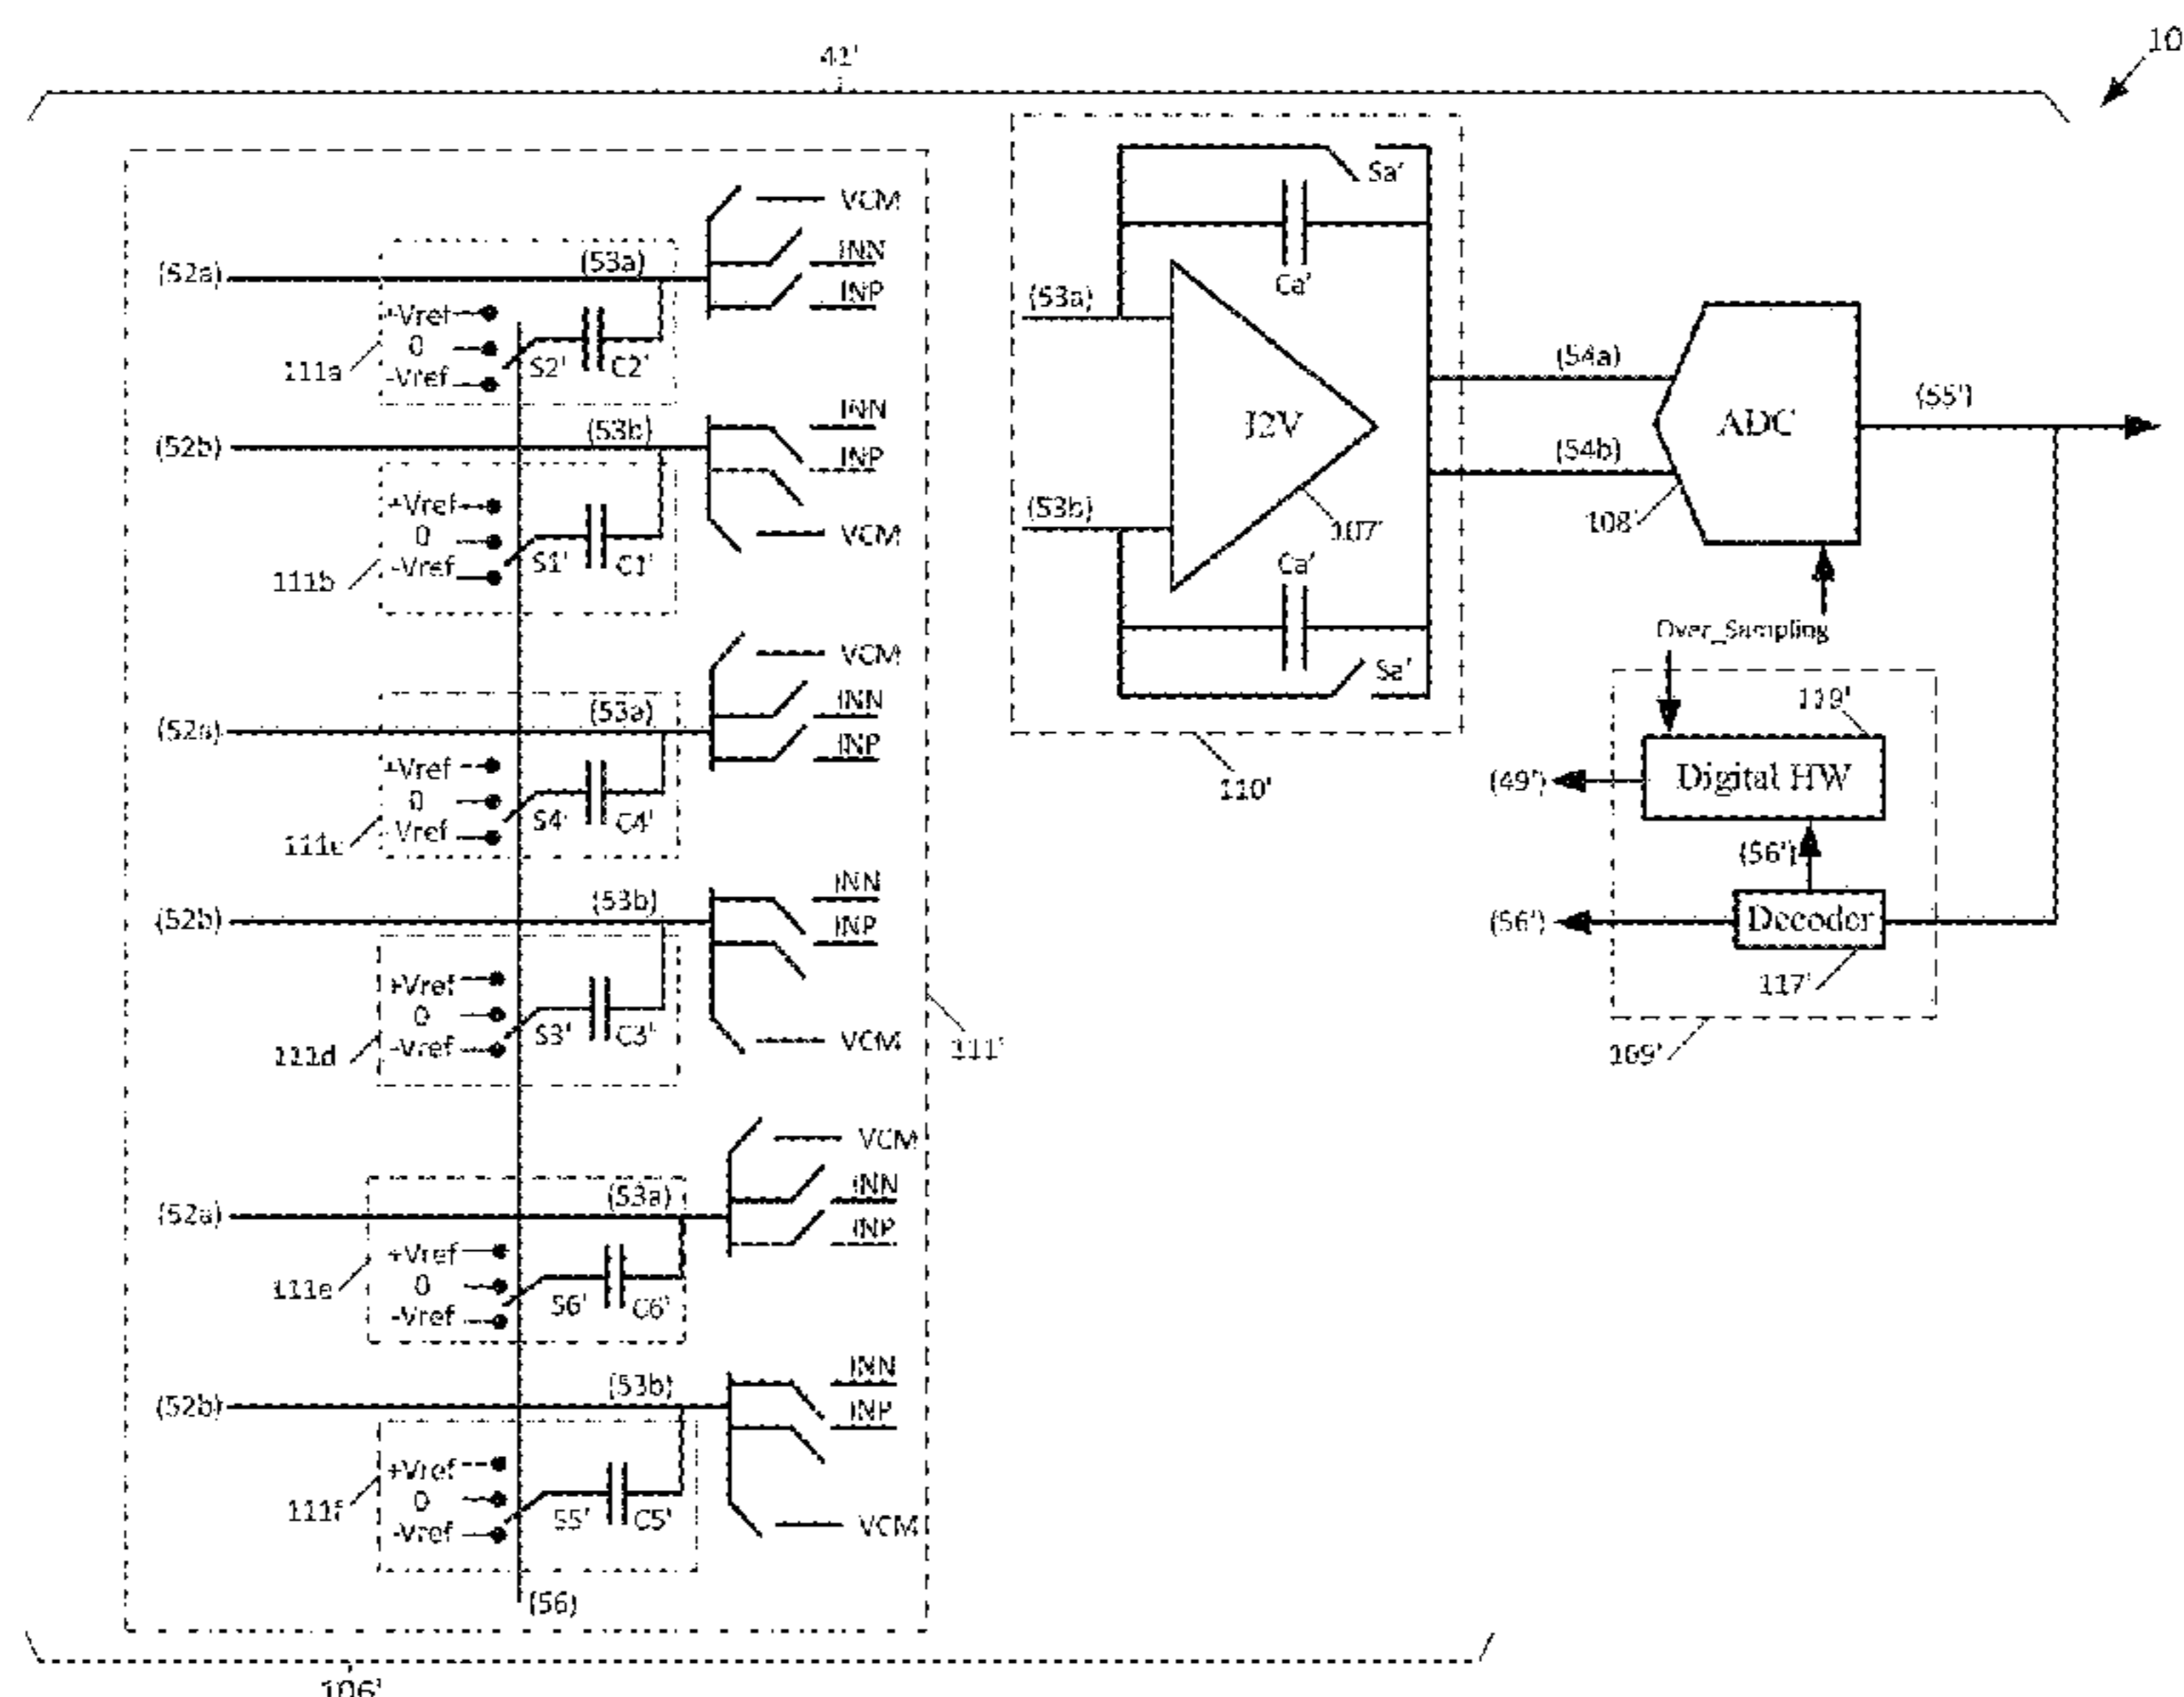 10
41'
VCM
INN
INP
(52a)
(53a)
+Vref
0
-Vref
111a
S2'
C2'
INN
INP
VCM
(52b)
(53b)
+Vref
0
-Vref
111b
S1'
C1'
VCM
INN
INP
(52a)
(53a)
+Vref
0
-Vref
111c
S4'
C4'
INN
INP
VCM
(52b)
(53b)
+Vref
0
-Vref
111d
S3'
C3'
111'
VCM
INN
INP
(52a)
(53a)
+Vref
0
-Vref
111e
S6'
C6'
INN
INP
VCM
(52b)
(53b)
+Vref
0
-Vref
111f
S5'
C5'
(56)
106'
Sa'
Ca'
(53a)
I2V
(53b)
107'
Ca'
Sa'
110'
(54a)
(54b)
ADC
108'
(55')
Over_Sampling
119'
Digital HW
(49')
(56')
Decoder
(56')
117'
109'